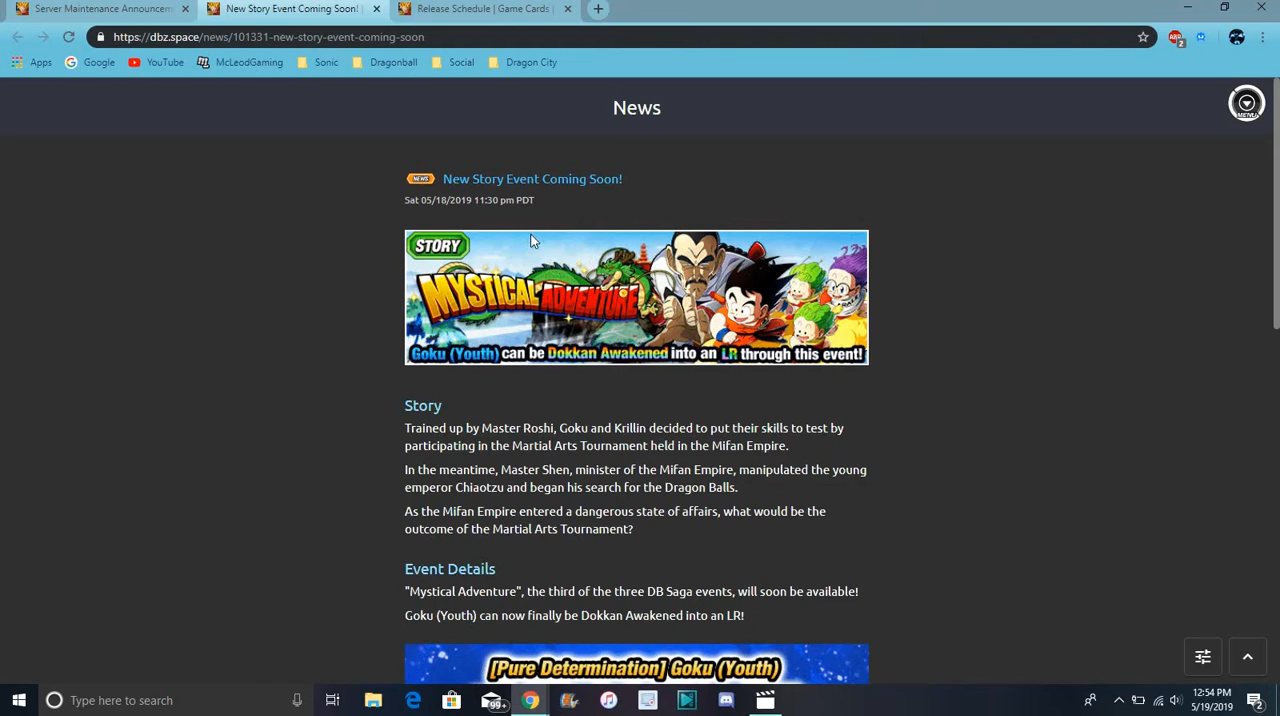 Server Maintenance Announcemen
New Story Event Coming Soon! |
Release Schedule | Game Cards |
https://dbz.space/news/101331-new-story-event-coming-soon
Apps
Google
YouTube
McLeodGaming
Sonic
Dragonball
Social
Dragon City
News
MENU
NEWS
New Story Event Coming Soon!
Sat 05/18/2019 11:30 pm PDT
STORY
MYSTICAL ADVENTURE
Goku (Youth) can be Dokkan Awakened into an LR through this event!
Story
Trained up by Master Roshi, Goku and Krillin decided to put their skills to test by
participating in the Martial Arts Tournament held in the Mifan Empire.
In the meantime, Master Shen, minister of the Mifan Empire, manipulated the young
emperor Chiaotzu and began his search for the Dragon Balls.
As the Mifan Empire entered a dangerous state of affairs, what would be the
outcome of the Martial Arts Tournament?
Event Details
"Mystical Adventure", the third of the three DB Saga events, will soon be available!
Goku (Youth) can now finally be Dokkan Awakened into an LR!
[Pure Determination] Goku (Youth)
Type here to search
99+
12:54 PM
5/19/2019
2